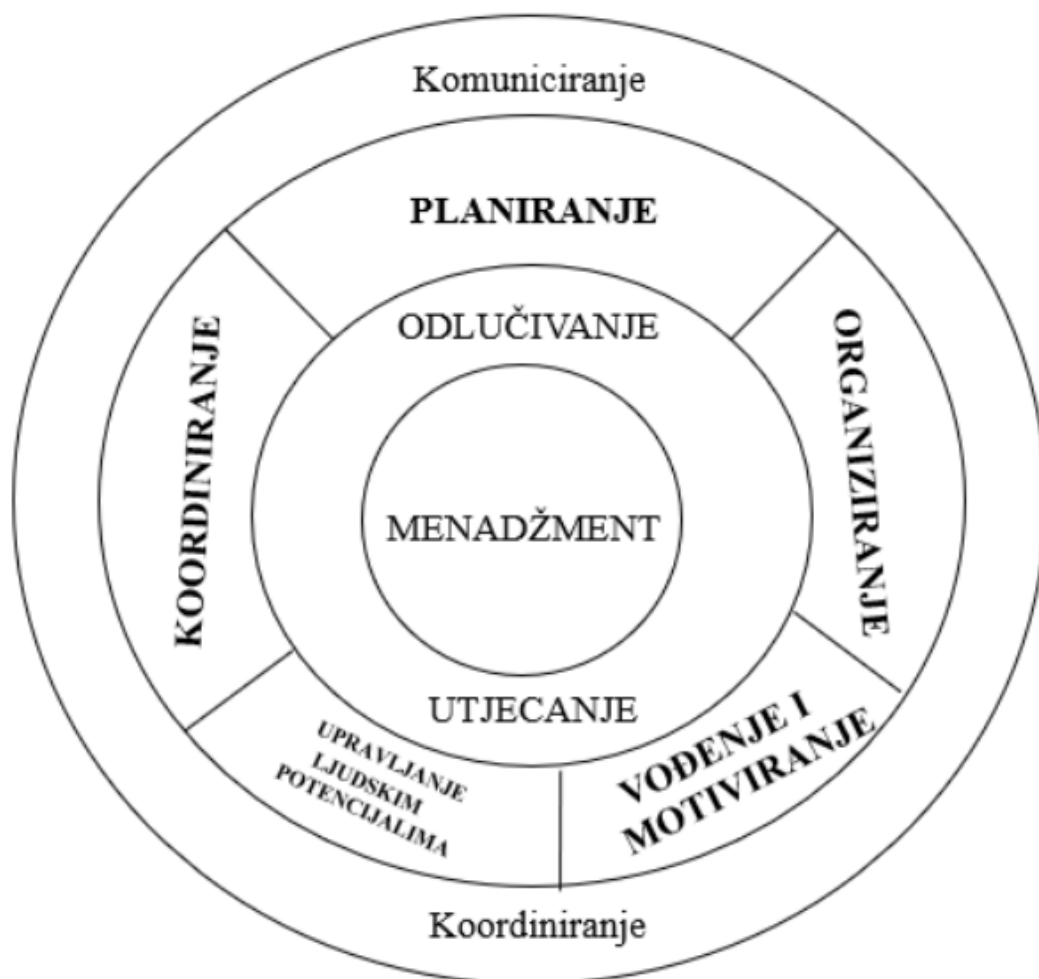 Komuniciranje
PLANIRANJE
ODLUČIVANJE
KOORDINIRANJE
ORGANIZIRANJE
MENADŽMENT
UTJECANJE
UPRAVLJANJE
LJUDSKIM
POTENCIJALIMA
VOĐENJE I
MOTIVIRANJE
Koordiniranje